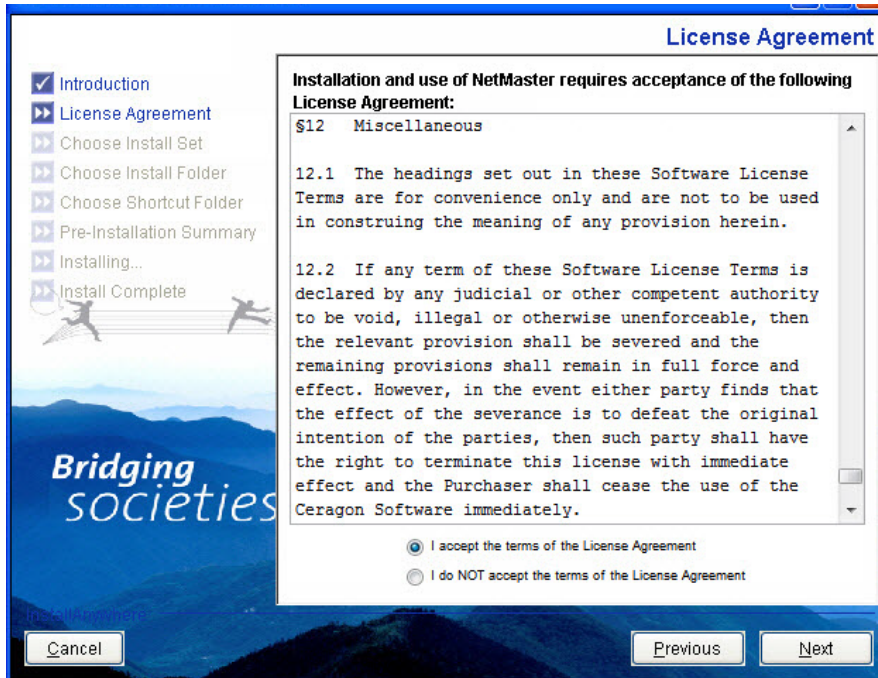 License Agreement
Introduction
License Agreement
Choose Install Set
Choose Install Folder
Choose Shortcut Folder
Pre-Installation Summary
Installing...
Install Complete
Bridging
societies
Installation and use of NetMaster requires acceptance of the following
License Agreement:
§12 Miscellaneous
12.1 The headings set out in these Software License
Terms are for convenience only and are not to be used
in construing the meaning of any provision herein.
12.2 If any term of these Software License Terms is
declared by any judicial or other competent authority
to be void, illegal or otherwise unenforceable, then
the relevant provision shall be severed and the
remaining provisions shall remain in full force and
effect. However, in the event either party finds that
the effect of the severance is to defeat the original
intention of the parties, then such party shall have
the right to terminate this license with immediate
effect and the Purchaser shall cease the use of the
Ceragon Software immediately.
I accept the terms of the License Agreement
I do NOT accept the terms of the License Agreement
InstallAnywhere
Cancel
Previous
Next